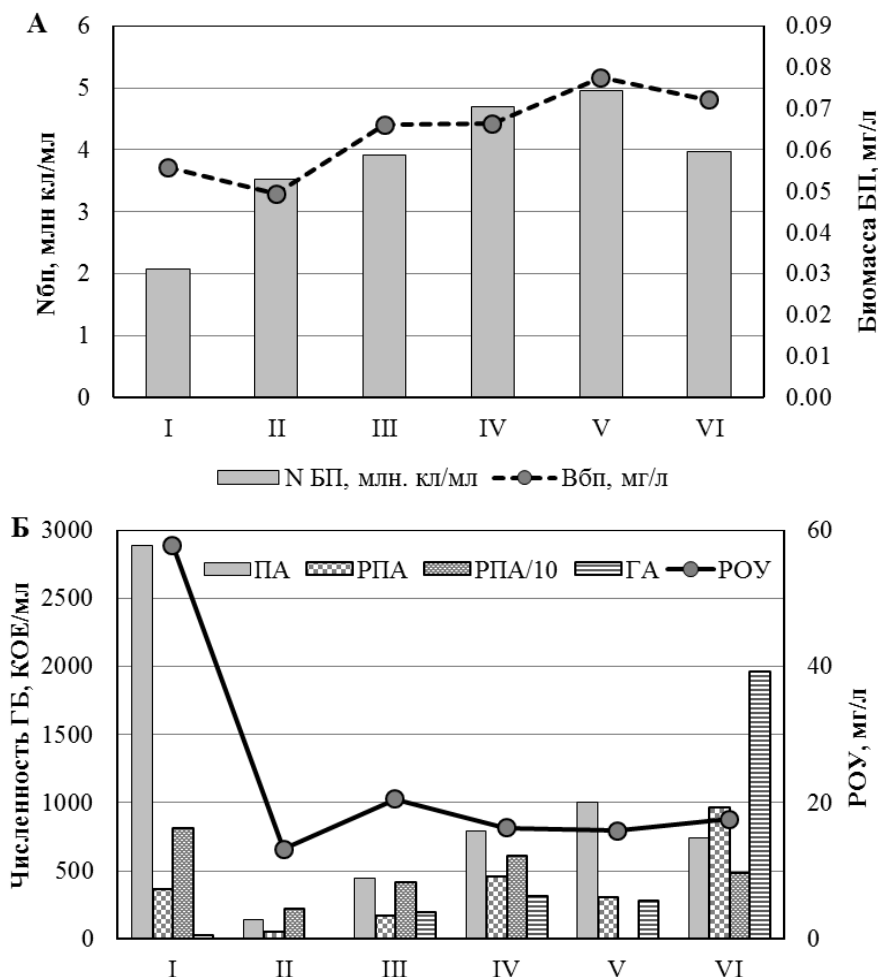 А
Nбп, млн кл/мл
6
5
4
3
2
1
0
Биомасса БП, мг/л
0.09
0.08
0.07
0.06
0.05
0.04
0.03
0.02
0.01
0.00
I II III IV V VI
N БП, млн. кл/мл Вбп, мг/л
Б
Численность ГБ, КОЕ/мл
3000
2500
2000
1500
1000
500
0
ПА РПА РПА/10 ГА РОУ
РОУ, мг/л
60
40
20
0
I II III IV V VI